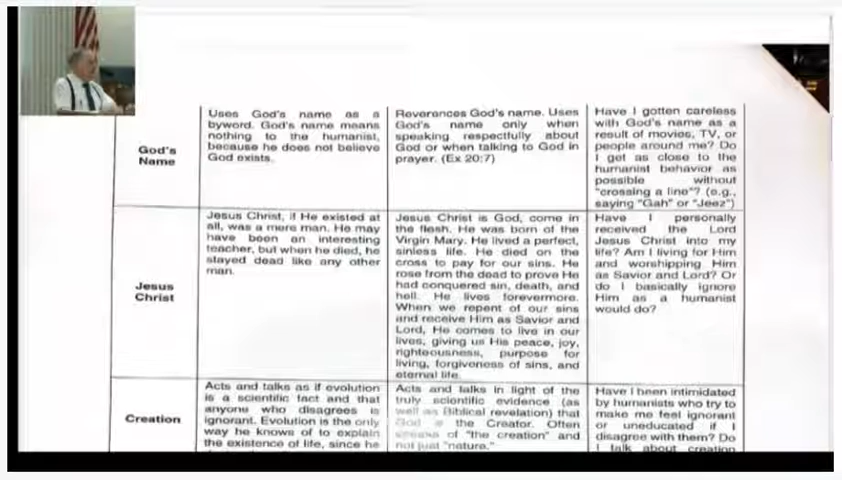 God's
Name
Uses God's name as a
byword. God's name means
nothing to the humanist,
because he does not believe
God exists.
Reverances God's name. Uses
God's name only when
speaking respectfully about
God or when talking to God in
prayer. (Ex 20:7)
Have I gotten careless
with God's name as a
result of movies, TV, or
people around me? Do
I get as close to the
humanist behavior as
possible without
"crossing a line"? (e.g.,
saying "Gah" or "Jeez")
Jesus
Christ
Jesus Christ, if He existed at
all, was a mere man. He may
have been an interesting
teacher, but when he died, he
stayed dead like any other
man.
Jesus Christ is God, come in
the flesh. He was born of the
Virgin Mary. He lived a perfect,
sinless life. He died on the
cross to pay for our sins. He
rose from the dead to prove He
had conquered sin, death, and
hell. He lives forevermore.
When we repent of our sins
and receive Him as Savior and
Lord, He comes to live in our
lives, giving us His peace, joy,
righteousness, purpose for
living, forgiveness of sins, and
eternal life.
Have I personally
received the Lord
Jesus Christ into my
life? Am I living for Him
and worshipping Him
as Savior and Lord? Or
do I basically ignore
Him as a humanist
would do?
Creation
Acts and talks as if evolution
is a scientific fact and that
anyone who disagrees is
ignorant. Evolution is the only
way he knows of to explain
the existence of life, since he
Acts and talks in light of the
truly scientific evidence (as
well as Biblical revelation) that
God is the Creator. Often
speaks of "the creation" and
not just "nature."
Have I been intimidated
by humanists who try to
make me feel ignorant
or uneducated if I
disagree with them? Do
I talk about creation